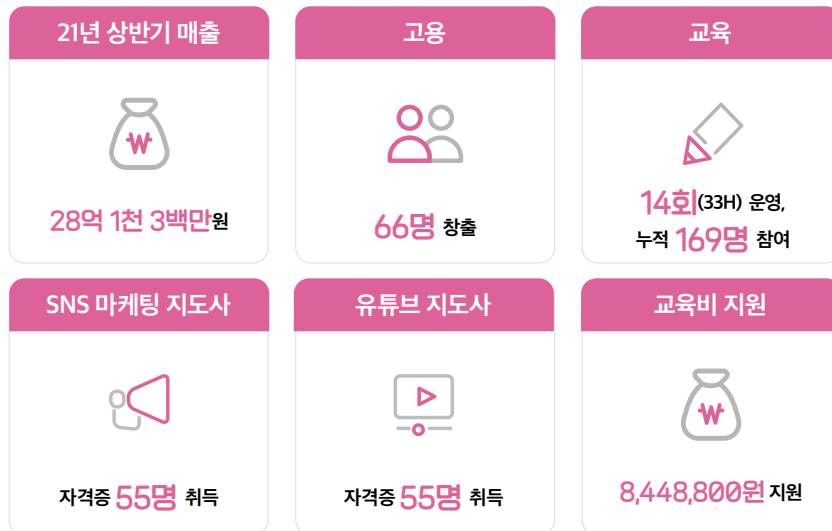 21년 상반기 매출
₩
28억 1천 3백만원
고용
66명 창출
교육
14회(33H) 운영,
누적 169명 참여
SNS 마케팅 지도사
자격증 55명 취득
유튜브 지도사
자격증 55명 취득
교육비 지원
₩
8,448,800원 지원